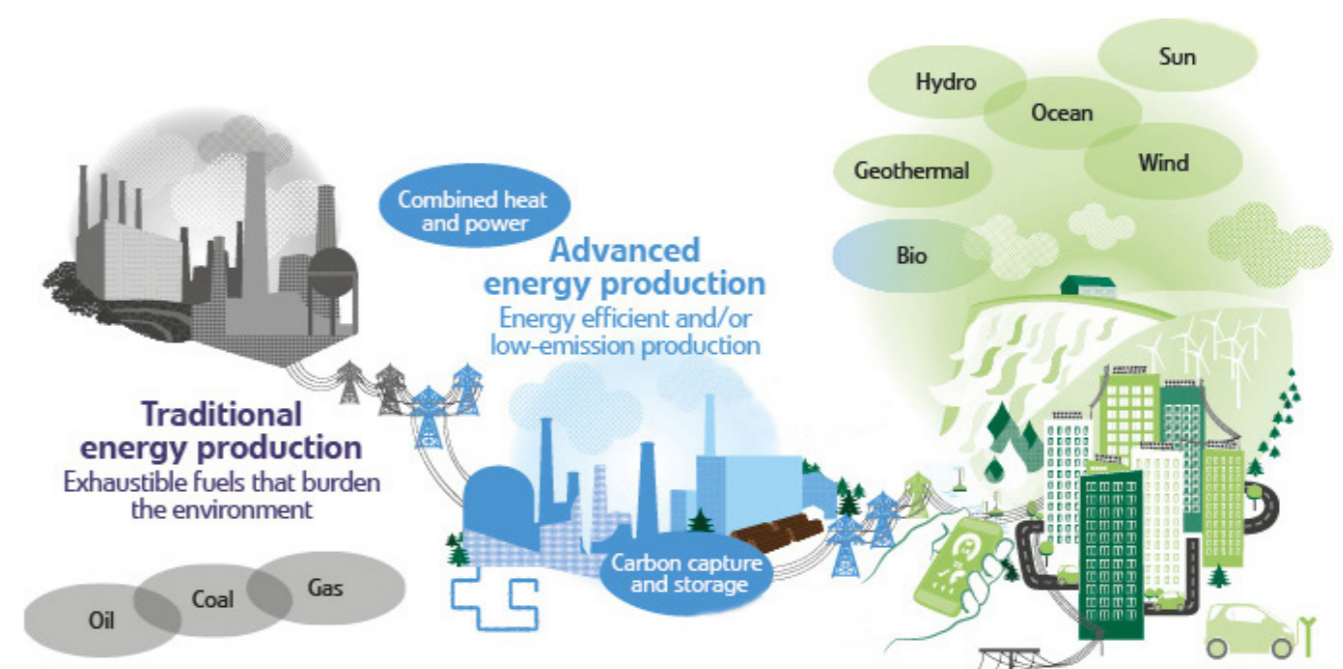 Traditional
energy production
Exhaustible fuels that burden
the environment
Oil
Coal
Gas
Combined heat
and power
Advanced
energy production
Energy efficient and/or
low-emission production
Carbon capture
and storage
Sun
Hydro
Ocean
Wind
Geothermal
Bio